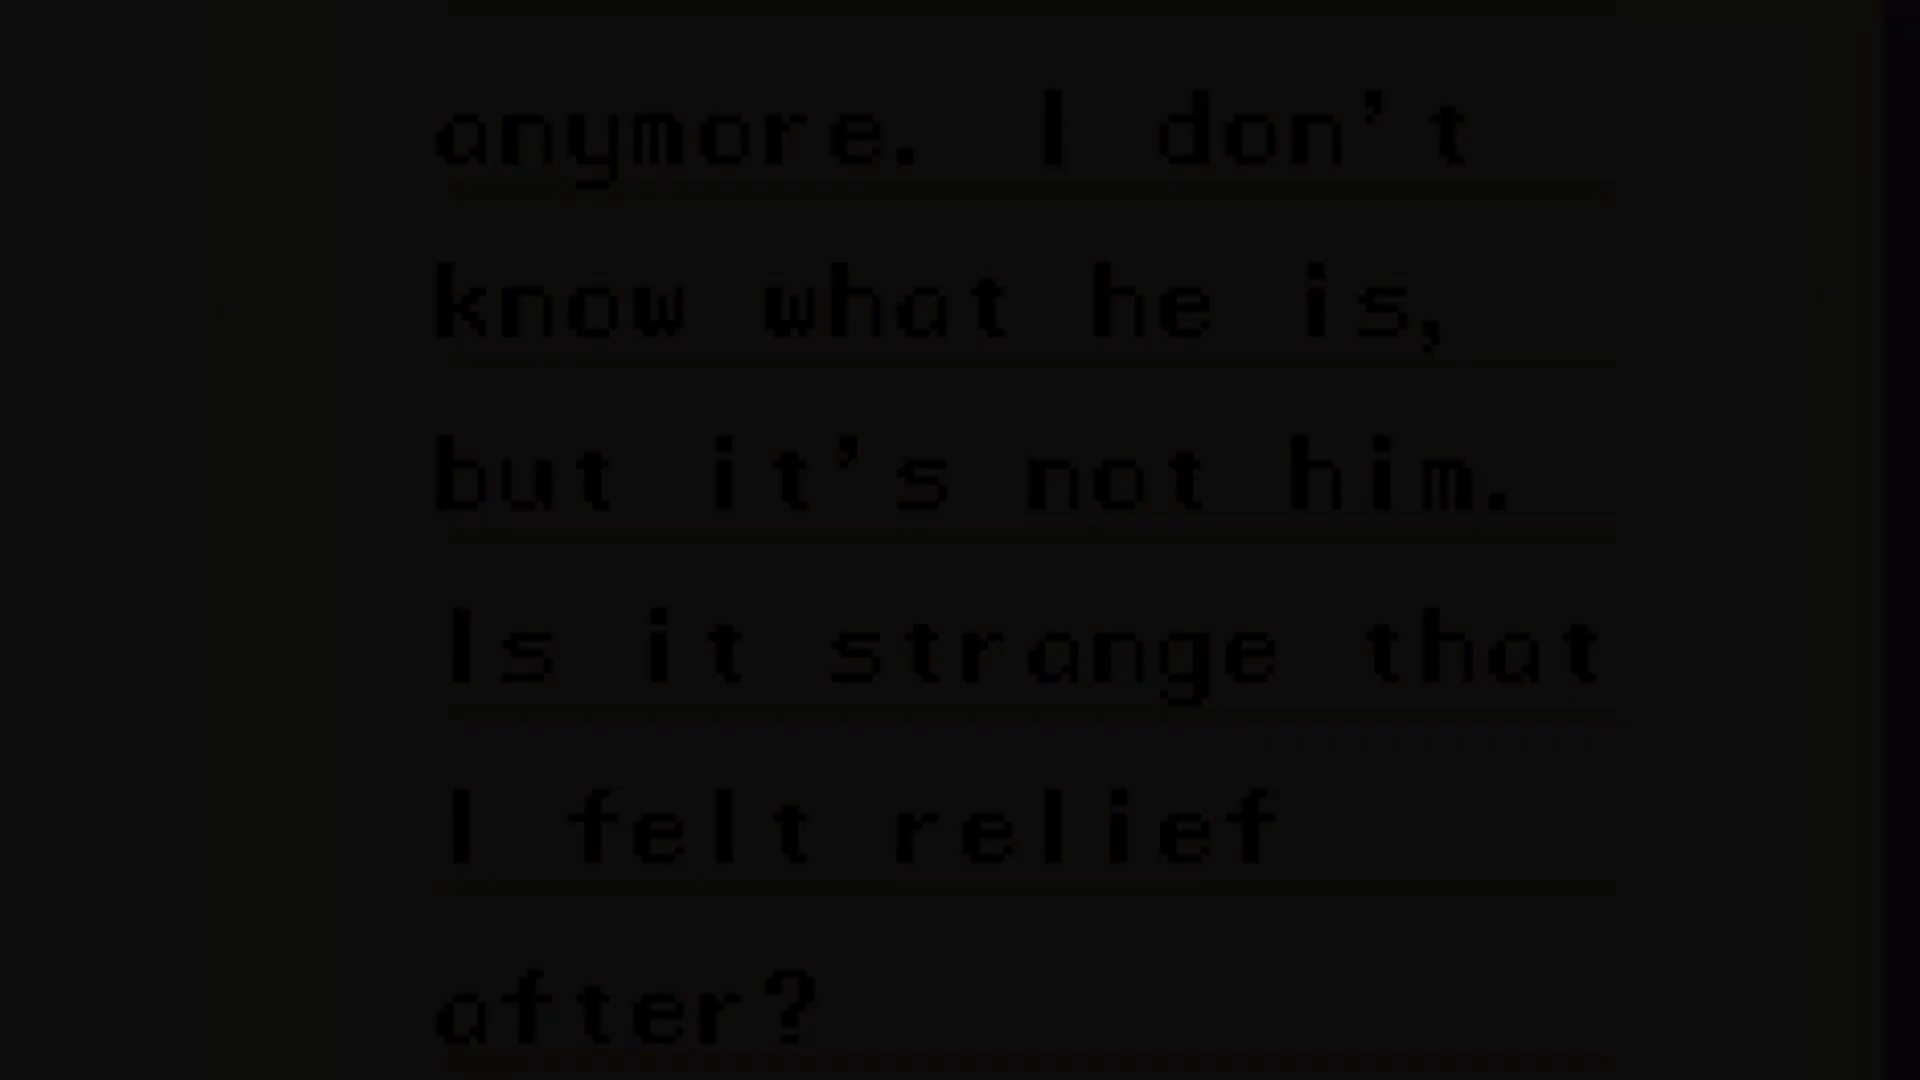 anymore. I don't
know what he is,
but it's not him.
Is it strange that
I felt relief
after?